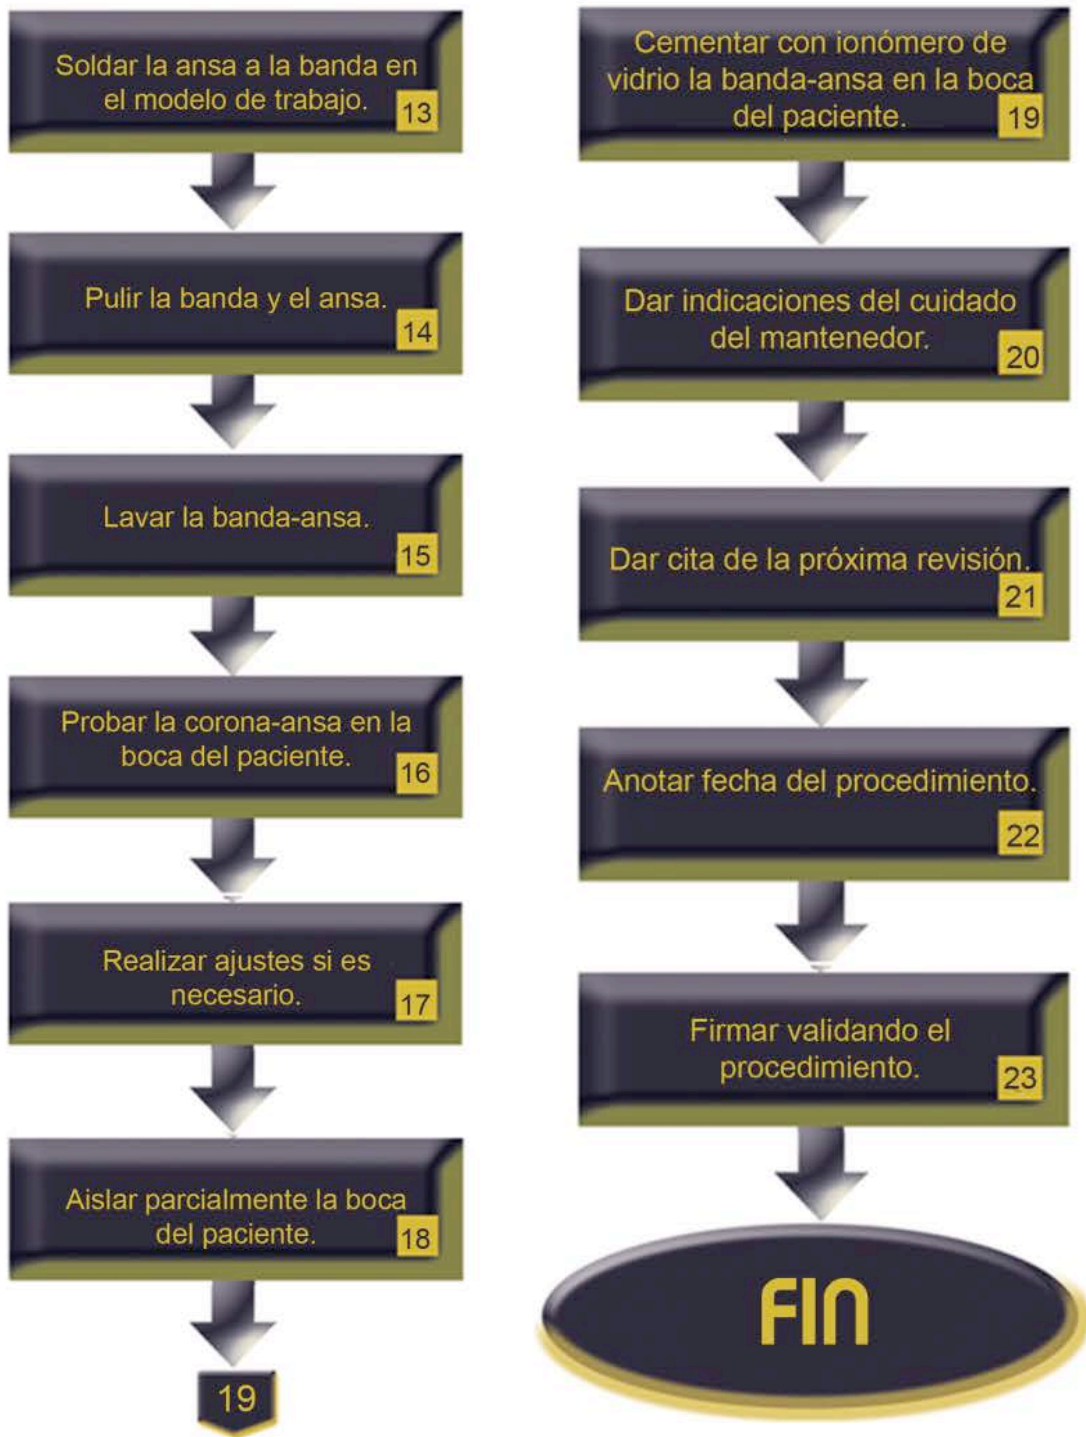 Soldar la ansa a la banda en
el modelo de trabajo.
13
Pulir la banda y el ansa.
14
Lavar la banda-ansa.
15
Probar la corona-ansa en la
boca del paciente.
16
Realizar ajustes si es
necesario.
17
Aislar parcialmente la boca
del paciente.
18
19
Cementar con ionómero de
vidrio la banda-ansa en la boca
del paciente.
19
Dar indicaciones del cuidado
del mantenedor.
20
Dar cita de la próxima revisión.
21
Anotar fecha del procedimiento.
22
Firmar validando el
procedimiento.
23
FIN